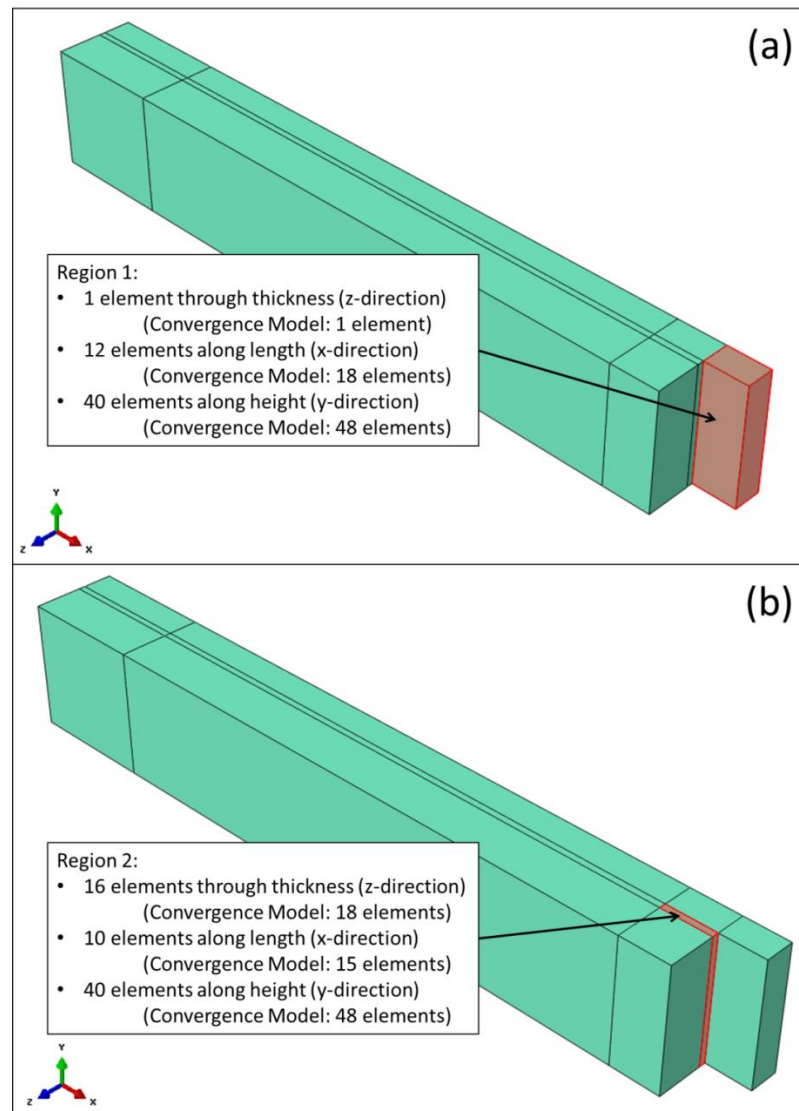 (a)
Region 1:
• 1 element through thickness (z-direction)
(Convergence Model: 1 element)
• 12 elements along length (x-direction)
(Convergence Model: 18 elements)
• 40 elements along height (y-direction)
(Convergence Model: 48 elements)
Y
Z
X
(b)
Region 2:
• 16 elements through thickness (z-direction)
(Convergence Model: 18 elements)
• 10 elements along length (x-direction)
(Convergence Model: 15 elements)
• 40 elements along height (y-direction)
(Convergence Model: 48 elements)
Y
Z
X